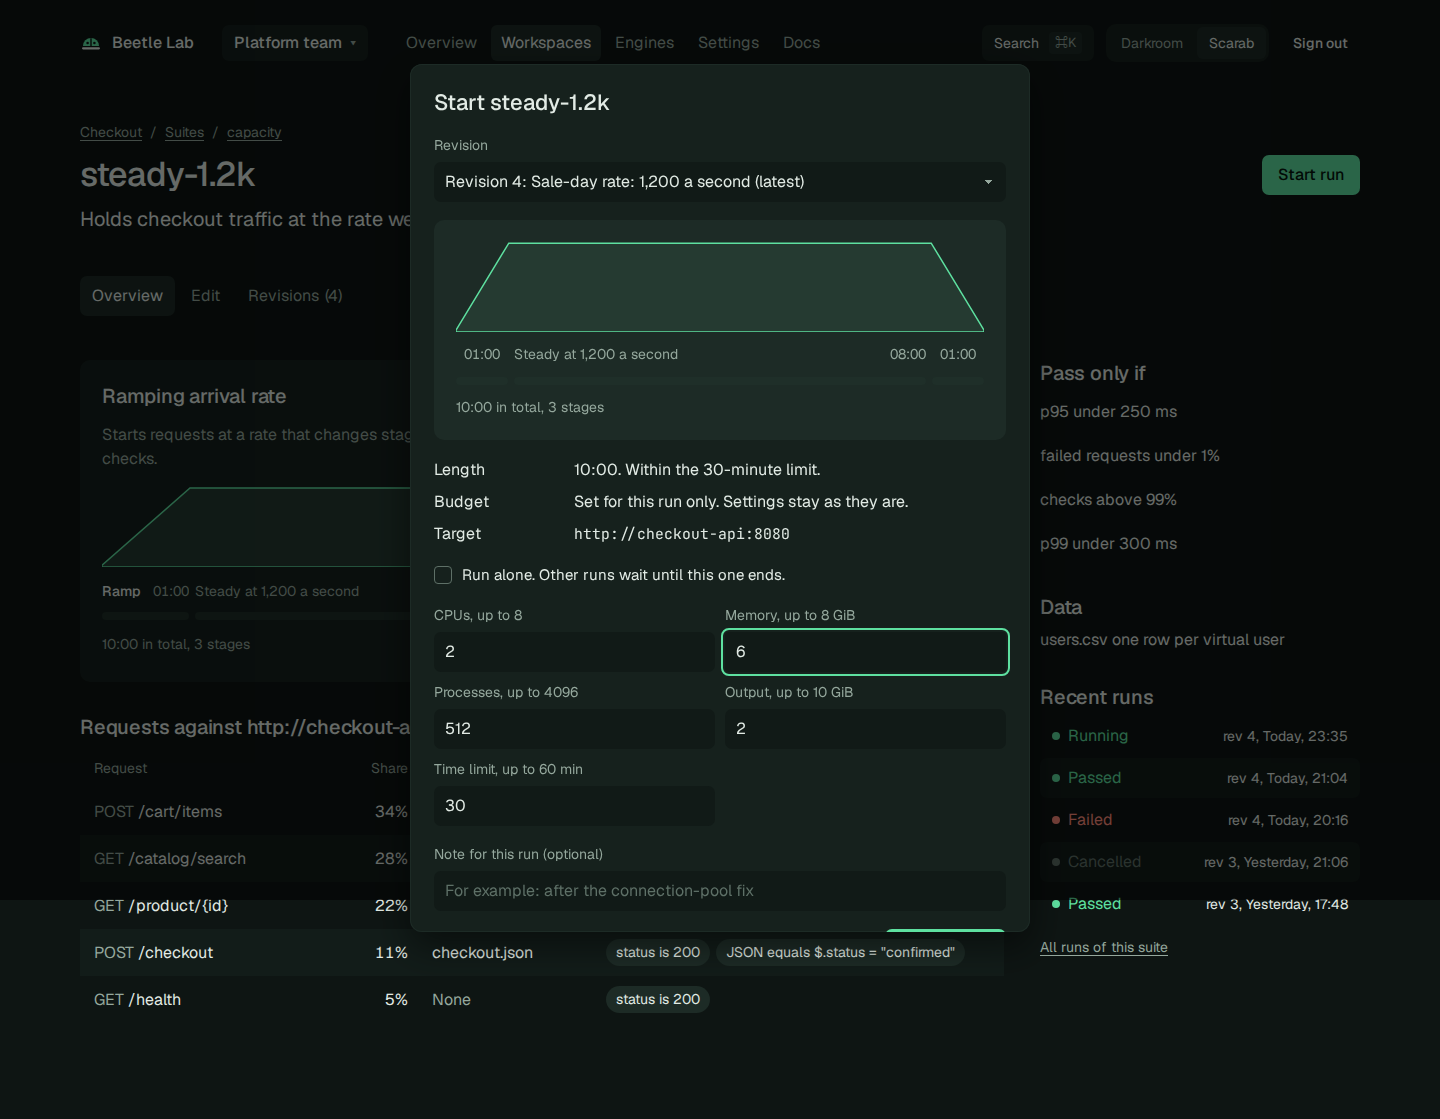 Beetle Lab
Platform team
Overview
Workspaces
Engines
Settings
Docs
Search ⌘K
Darkroom
Scarab
Sign out
Checkout / Suites / capacity
steady-1.2k
Holds checkout traffic at the rate we
Start run
Overview
Edit
Revisions (4)
Ramping arrival rate
Starts requests at a rate that changes stag
checks.
Ramp 01:00 Steady at 1,200 a second
10:00 in total, 3 stages
Requests against http://checkout-a
Request Share
POST /cart/items 34%
GET /catalog/search 28%
GET /product/{id} 22%
POST /checkout 11% checkout.json status is 200 JSON equals $.status = "confirmed"
GET /health 5% None status is 200
Start steady-1.2k
Revision
Revision 4: Sale-day rate: 1,200 a second (latest)
01:00 Steady at 1,200 a second 08:00 01:00
10:00 in total, 3 stages
Length 10:00. Within the 30-minute limit.
Budget Set for this run only. Settings stay as they are.
Target http://checkout-api:8080
Run alone. Other runs wait until this one ends.
CPUs, up to 8
2
Memory, up to 8 GiB
6
Processes, up to 4096
512
Output, up to 10 GiB
2
Time limit, up to 60 min
30
Note for this run (optional)
For example: after the connection-pool fix
Pass only if
p95 under 250 ms
failed requests under 1%
checks above 99%
p99 under 300 ms
Data
users.csv one row per virtual user
Recent runs
Running rev 4, Today, 23:35
Passed rev 4, Today, 21:04
Failed rev 4, Today, 20:16
Cancelled rev 3, Yesterday, 21:06
Passed rev 3, Yesterday, 17:48
All runs of this suite